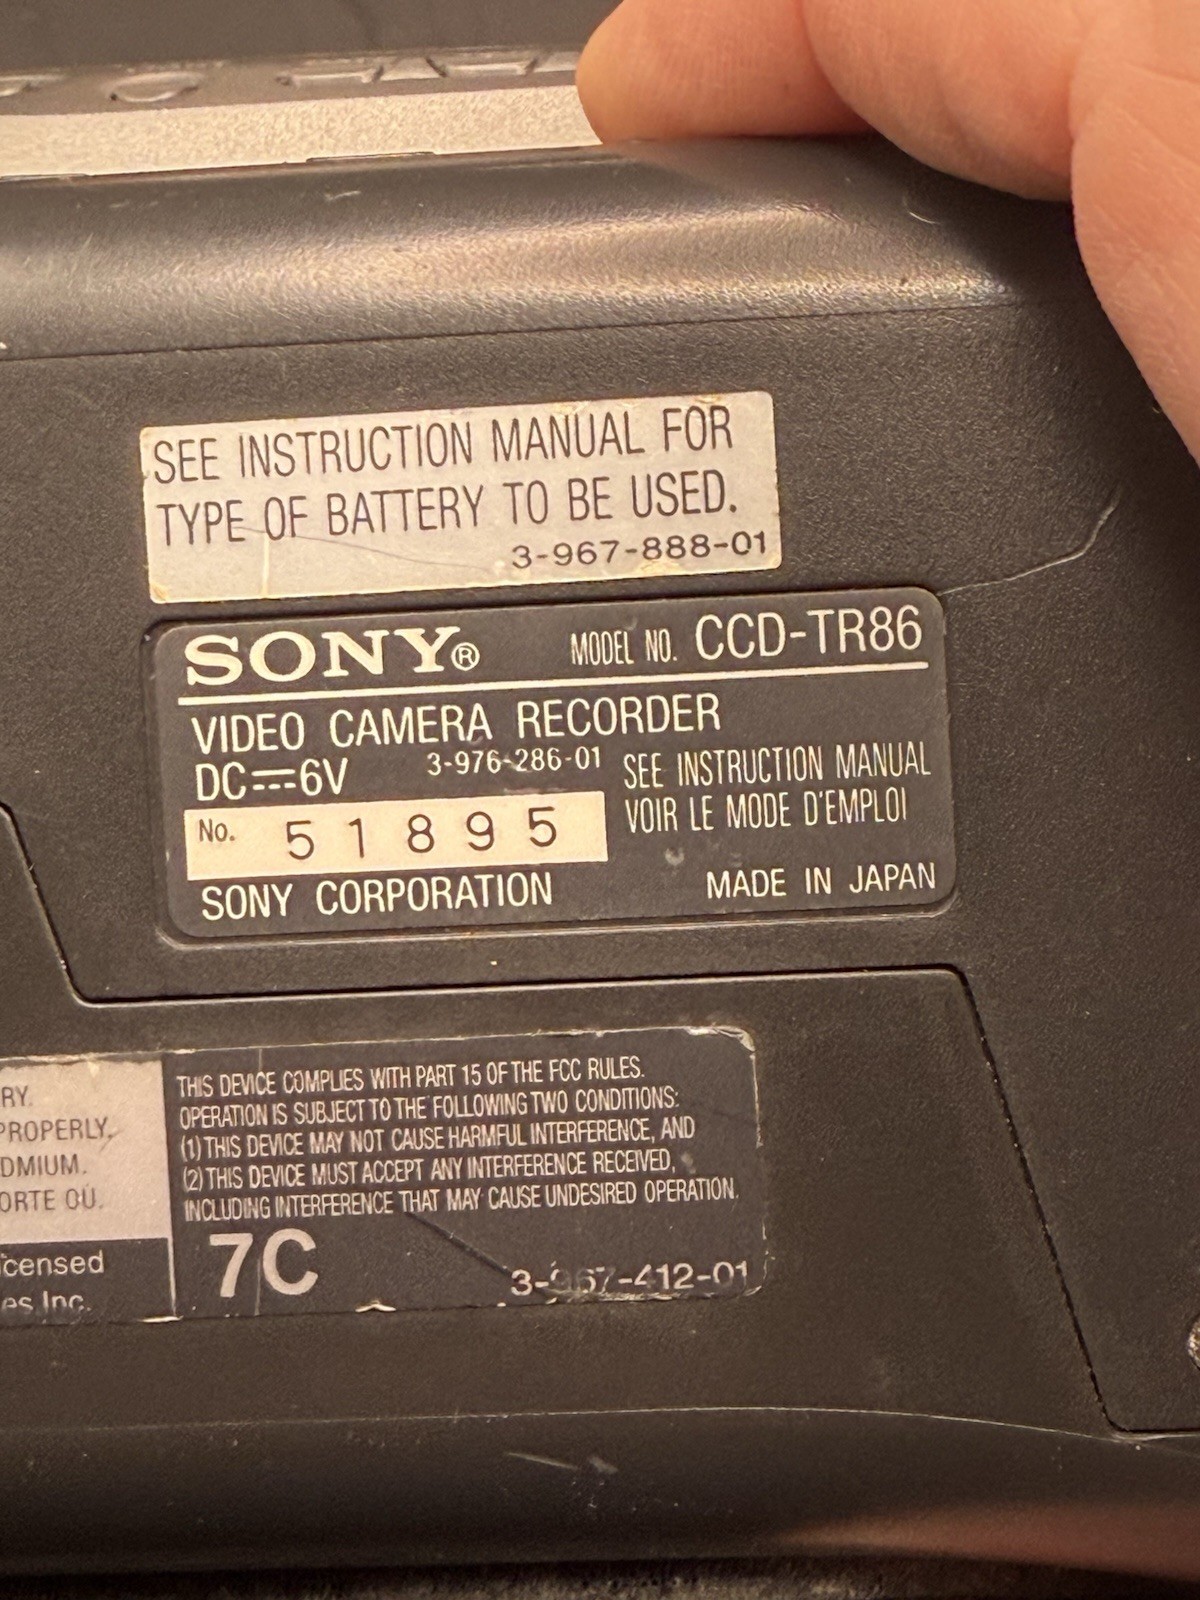 SEE INSTRUCTION MANUAL FOR
TYPE OF BATTERY TO BE USED.
3-967-888-01
SONY®
MODEL NO. CCD-TR86
VIDEO CAMERA RECORDER
DC⎓6V
3-976-286-01
SEE INSTRUCTION MANUAL
VOIR LE MODE D'EMPLOI
No. 51895
SONY CORPORATION
MADE IN JAPAN
RY.
PROPERLY.
DMIUM.
ORTE OÙ.
icensed
es Inc.
THIS DEVICE COMPLIES WITH PART 15 OF THE FCC RULES.
OPERATION IS SUBJECT TO THE FOLLOWING TWO CONDITIONS:
(1) THIS DEVICE MAY NOT CAUSE HARMFUL INTERFERENCE, AND
(2) THIS DEVICE MUST ACCEPT ANY INTERFERENCE RECEIVED,
INCLUDING INTERFERENCE THAT MAY CAUSE UNDESIRED OPERATION.
7C
3-967-412-01